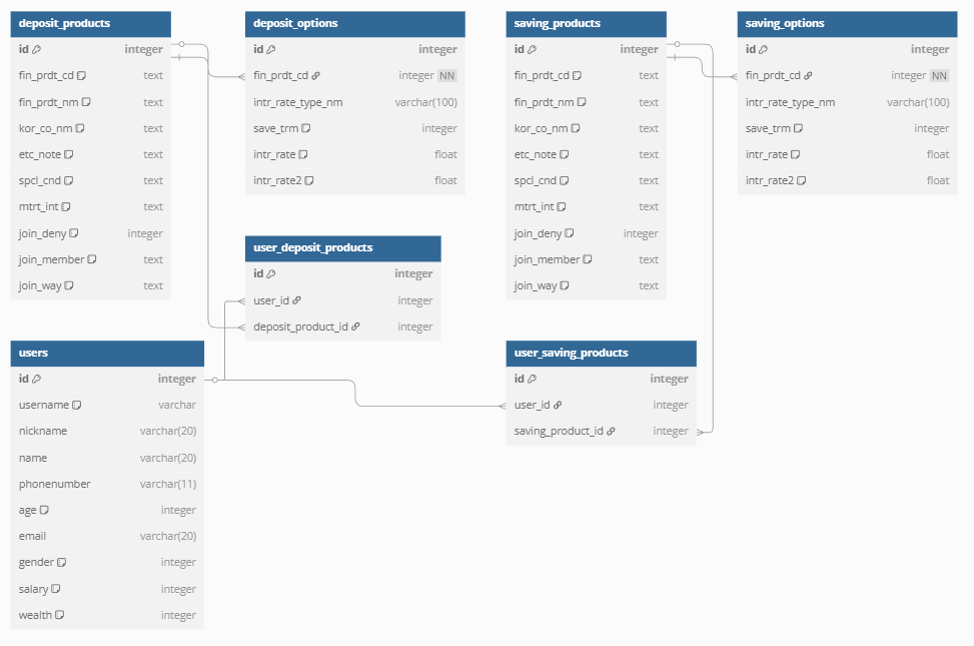 deposit_products
id integer
fin_prdt_cd text
fin_prdt_nm text
kor_co_nm text
etc_note text
spcl_cnd text
mtrt_int text
join_deny integer
join_member text
join_way text
deposit_options
id integer
fin_prdt_cd integer NN
intr_rate_type_nm varchar(100)
save_trm integer
intr_rate float
intr_rate2 float
saving_products
id integer
fin_prdt_cd text
fin_prdt_nm text
kor_co_nm text
etc_note text
spcl_cnd text
mtrt_int text
join_deny integer
join_member text
join_way text
saving_options
id integer
fin_prdt_cd integer NN
intr_rate_type_nm varchar(100)
save_trm integer
intr_rate float
intr_rate2 float
user_deposit_products
id integer
user_id integer
deposit_product_id integer
users
id integer
username varchar
nickname varchar(20)
name varchar(20)
phonenumber varchar(11)
age integer
email varchar(20)
gender integer
salary integer
wealth integer
user_saving_products
id integer
user_id integer
saving_product_id integer